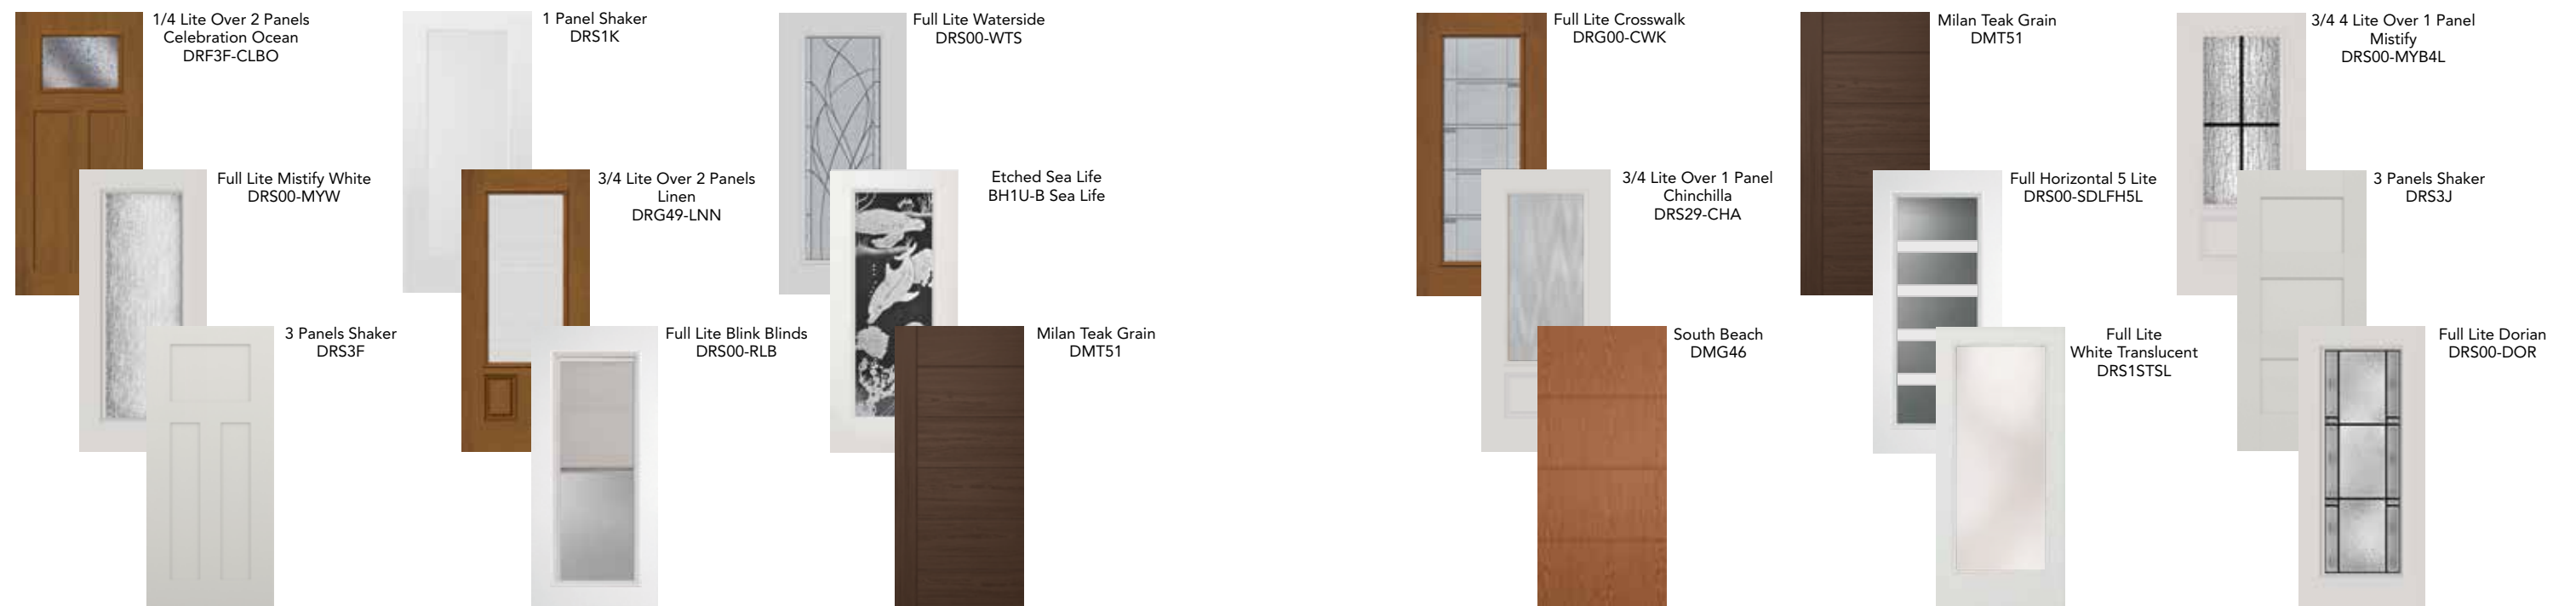 1/4 Lite Over 2 Panels
Celebration Ocean
DRF3F-CLBO
Full Lite Mistify White
DRS00-MYW
3 Panels Shaker
DRS3F
1 Panel Shaker
DRS1K
3/4 Lite Over 2 Panels
Linen
DRG49-LNN
Full Lite Blink Blinds
DRS00-RLB
Full Lite Waterside
DRS00-WTS
Etched Sea Life
BH1U-B Sea Life
Milan Teak Grain
DMT51
Full Lite Crosswalk
DRG00-CWK
3/4 Lite Over 1 Panel
Chinchilla
DRS29-CHA
South Beach
DMG46
Milan Teak Grain
DMT51
Full Horizontal 5 Lite
DRS00-SDLFH5L
Full Lite
White Translucent
DRS1STSL
3/4 4 Lite Over 1 Panel
Mistify
DRS00-MYB4L
3 Panels Shaker
DRS3J
Full Lite Dorian
DRS00-DOR